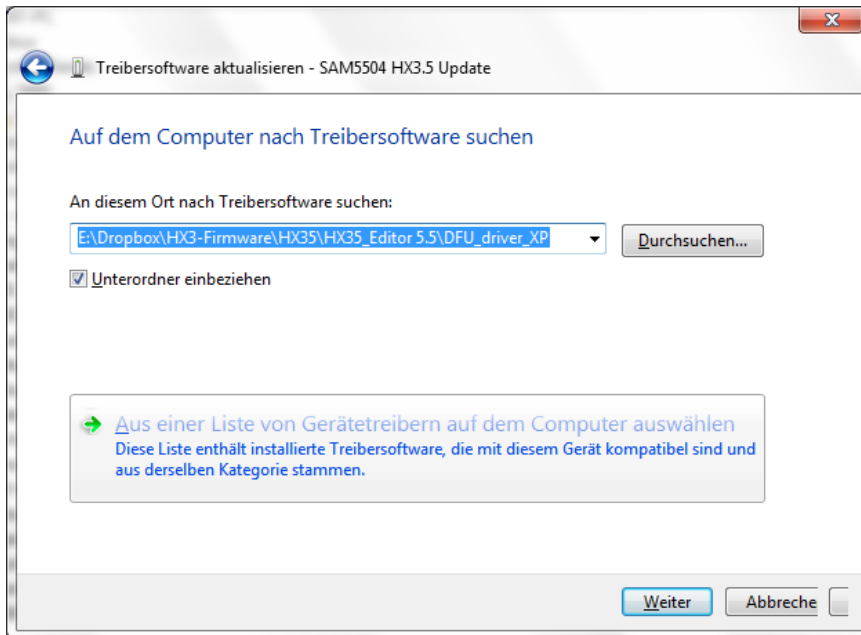 Treibersoftware aktualisieren - SAM5504 HX3.5 Update
Auf dem Computer nach Treibersoftware suchen
An diesem Ort nach Treibersoftware suchen:
E:\Dropbox\HX3-Firmware\HX35\HX35_Editor 5.5\DFU_driver_XP
Durchsuchen...
Unterordner einbeziehen
Aus einer Liste von Gerätetreibern auf dem Computer auswählen
Diese Liste enthält installierte Treibersoftware, die mit diesem Gerät kompatibel sind und
aus derselben Kategorie stammen.
Weiter
Abbreche